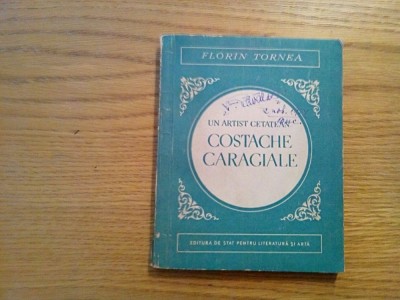 FLORIN TORNEA
UN ARTIST CETĂȚEAN
COSTACHE
CARAGIALE
EDITURA DE STAT PENTRU LITERATURĂ ȘI ARTĂ